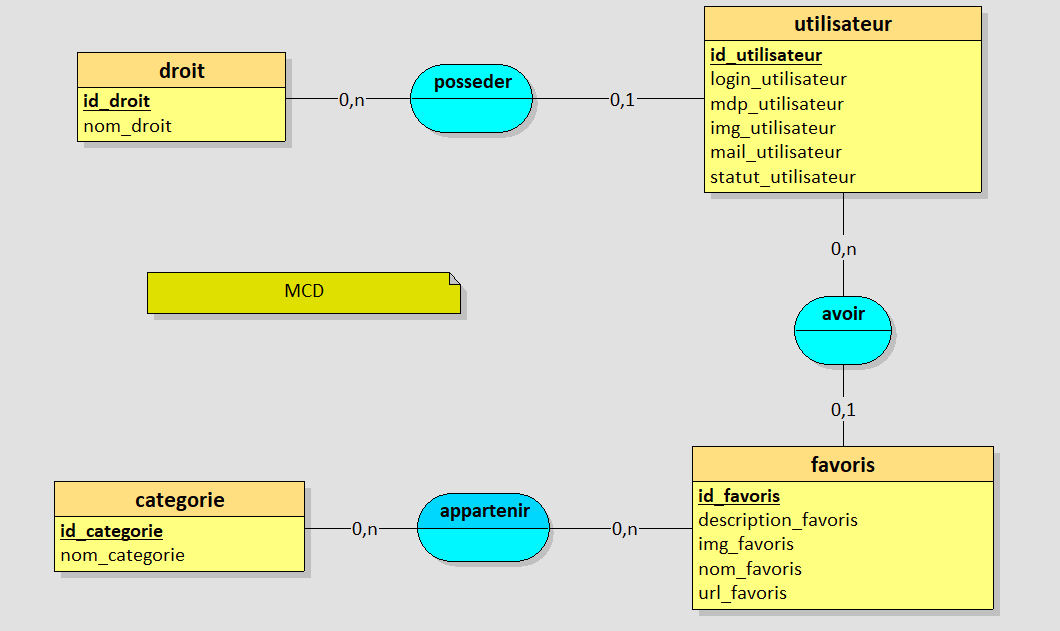 utilisateur
id_utilisateur
login_utilisateur
mdp_utilisateur
img_utilisateur
mail_utilisateur
statut_utilisateur
droit
id_droit
nom_droit
0,n
posseder
0,1
0,n
MCD
avoir
0,1
favoris
id_favoris
description_favoris
img_favoris
nom_favoris
url_favoris
categorie
id_categorie
nom_categorie
0,n
appartenir
0,n